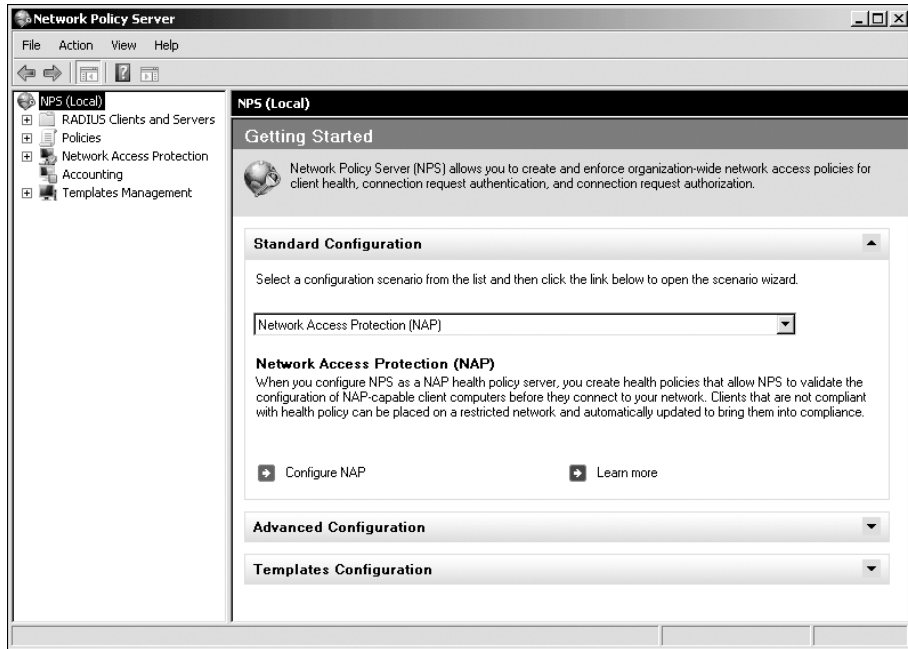 Network Policy Server
File Action View Help
NPS (Local)
RADIUS Clients and Servers
Policies
Network Access Protection
Accounting
Templates Management
NPS (Local)
Getting Started
Network Policy Server (NPS) allows you to create and enforce organization-wide network access policies for
client health, connection request authentication, and connection request authorization.
Standard Configuration
Select a configuration scenario from the list and then click the link below to open the scenario wizard.
Network Access Protection (NAP)
Network Access Protection (NAP)
When you configure NPS as a NAP health policy server, you create health policies that allow NPS to validate the
configuration of NAP-capable client computers before they connect to your network. Clients that are not compliant
with health policy can be placed on a restricted network and automatically updated to bring them into compliance.
Configure NAP
Learn more
Advanced Configuration
Templates Configuration